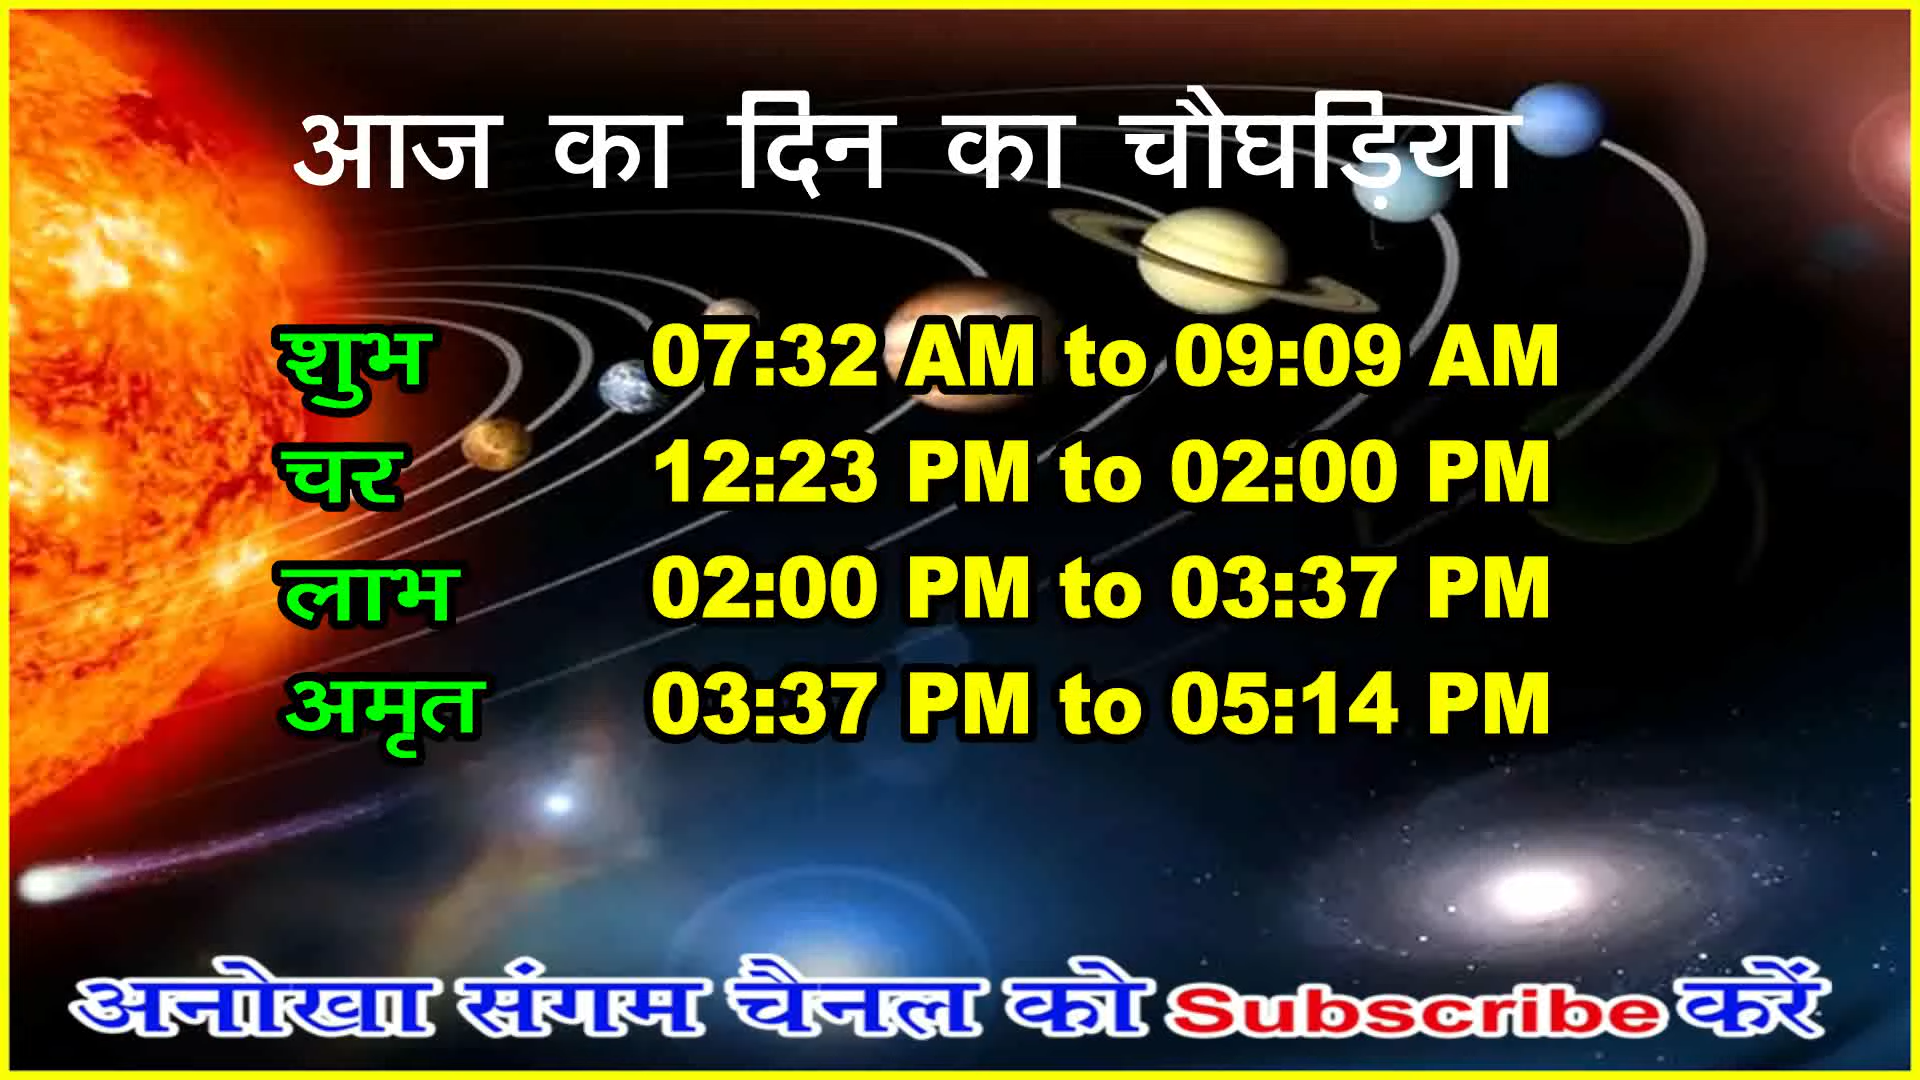 आज का दिन का चौघड़िया
शुभ 07:32 AM to 09:09 AM
चर 12:23 PM to 02:00 PM
लाभ 02:00 PM to 03:37 PM
अमृत 03:37 PM to 05:14 PM
अनोखा संगम चैनल को Subscribe करें